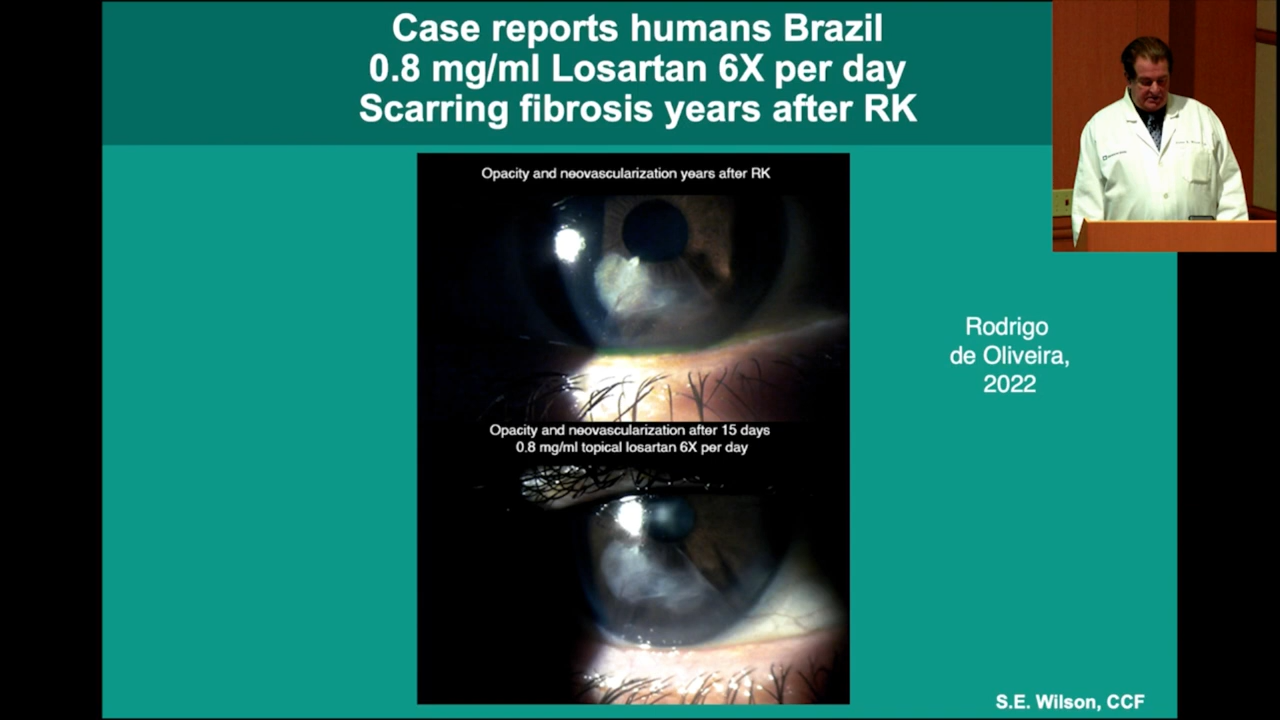 Case reports humans Brazil
0.8 mg/ml Losartan 6X per day
Scarring fibrosis years after RK
Opacity and neovascularization years after RK
Rodrigo
de Oliveira,
2022
Opacity and neovascularization after 15 days
0.8 mg/ml topical losartan 6X per day
S.E. Wilson, CCF